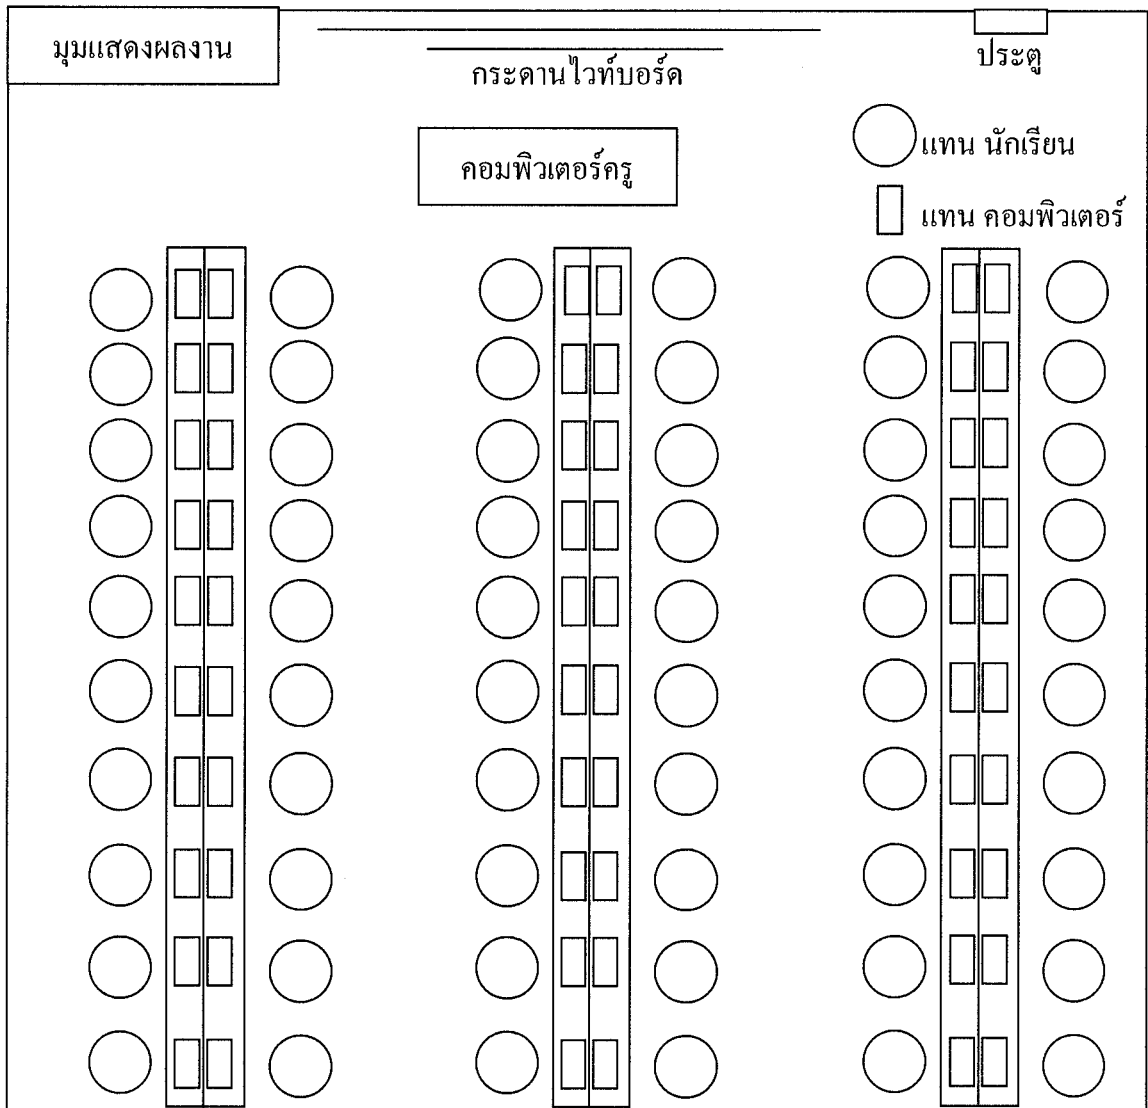 มุมแสดงผลงาน
กระดานไวท์บอร์ด
ประตู
คอมพิวเตอร์ครู
แทน นักเรียน
แทน คอมพิวเตอร์